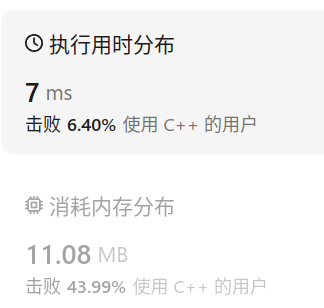 执行用时分布
7 ms
击败 6.40% 使用 C++ 的用户
消耗内存分布
11.08 MB
击败 43.99% 使用 C++ 的用户